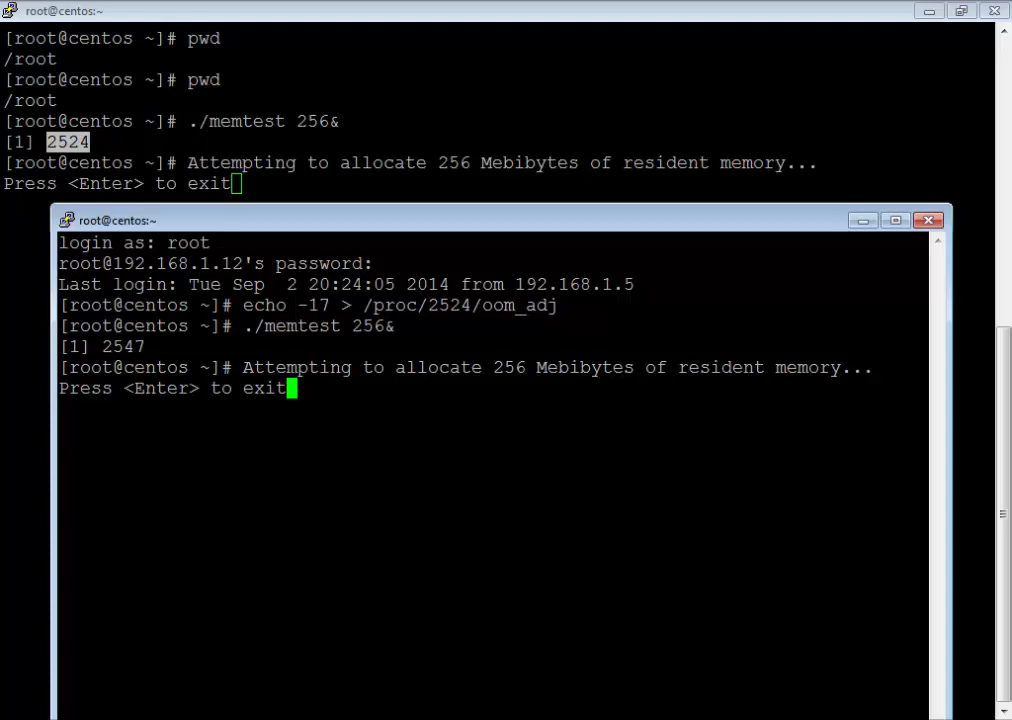 root@centos:~
[root@centos ~]# pwd
/root
[root@centos ~]# pwd
/root
[root@centos ~]# ./memtest 256&
[1] 2524
[root@centos ~]# Attempting to allocate 256 Mebibytes of resident memory...
Press <Enter> to exit
root@centos:~
login as: root
root@192.168.1.12's password:
Last login: Tue Sep  2 20:24:05 2014 from 192.168.1.5
[root@centos ~]# echo -17 > /proc/2524/oom_adj
[root@centos ~]# ./memtest 256&
[1] 2547
[root@centos ~]# Attempting to allocate 256 Mebibytes of resident memory...
Press <Enter> to exit